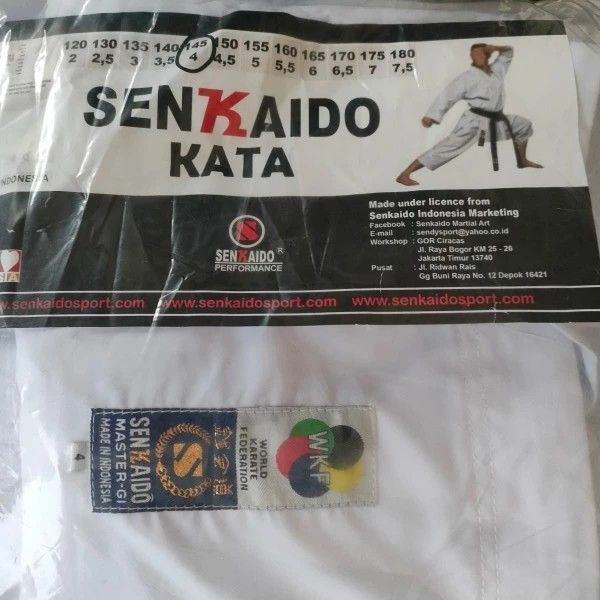 120 130 135 140 145 150 155 160 165 170 175 180
2 2,5 3 3,5 4 4,5 5 5,5 6 6,5 7 7,5
SENKAIDO
KATA
NDONESIA
Made under licence from
Senkaido Indonesia Marketing
Facebook : Senkaido Martial Art
E-mail : sendysport@yahoo.co.id
Workshop : GOR Ciracas
Jl. Raya Bogor KM 25 - 26
Jakarta Timur 13740
Pusat : Jl. Ridwan Rais
Gg Buni Raya No. 12 Depok 16421
S
SENKAIDO ®
PERFORMANCE
www.senkaidosport.com www.senkaidosport.com
WKF
WORLD
KARATE
FEDERATION
S
SENKAIDO
MASTER-GI
MADE IN INDONESIA
4